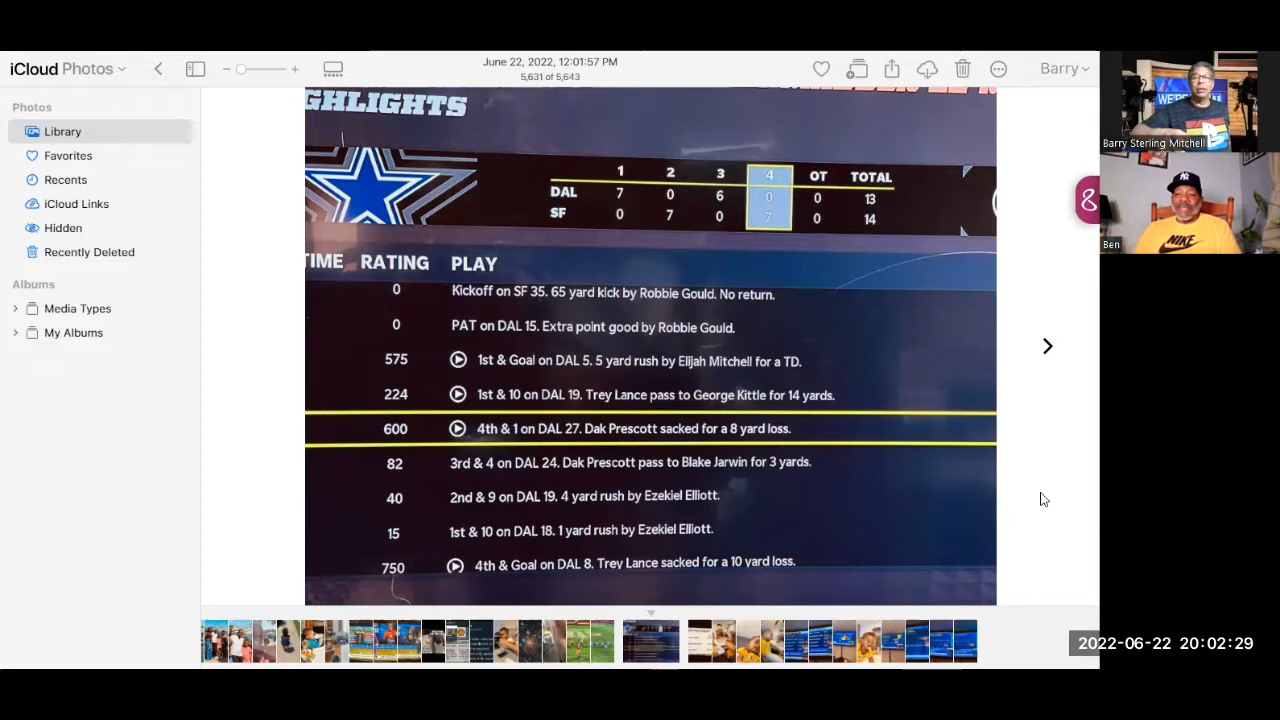 iCloud Photos
June 22, 2022, 12:01:57 PM
5,631 of 5,643
Barry
Photos
Library
Favorites
Recents
iCloud Links
Hidden
Recently Deleted
Albums
Media Types
My Albums
GHLIGHTS
1 2 3 4 OT TOTAL
DAL 7 0 6 0 0 13
SF 0 7 0 7 0 14
TIME RATING PLAY
0 Kickoff on SF 35. 65 yard kick by Robbie Gould. No return.
0 PAT on DAL 15. Extra point good by Robbie Gould.
575 1st & Goal on DAL 5. 5 yard rush by Elijah Mitchell for a TD.
224 1st & 10 on DAL 19. Trey Lance pass to George Kittle for 14 yards.
600 4th & 1 on DAL 27. Dak Prescott sacked for a 8 yard loss.
82 3rd & 4 on DAL 24. Dak Prescott pass to Blake Jarwin for 3 yards.
40 2nd & 9 on DAL 19. 4 yard rush by Ezekiel Elliott.
15 1st & 10 on DAL 18. 1 yard rush by Ezekiel Elliott.
750 4th & Goal on DAL 8. Trey Lance sacked for a 10 yard loss.
Barry Sterling Mitchell
8
NIKE
Ben
2022-06-22 20:02:29